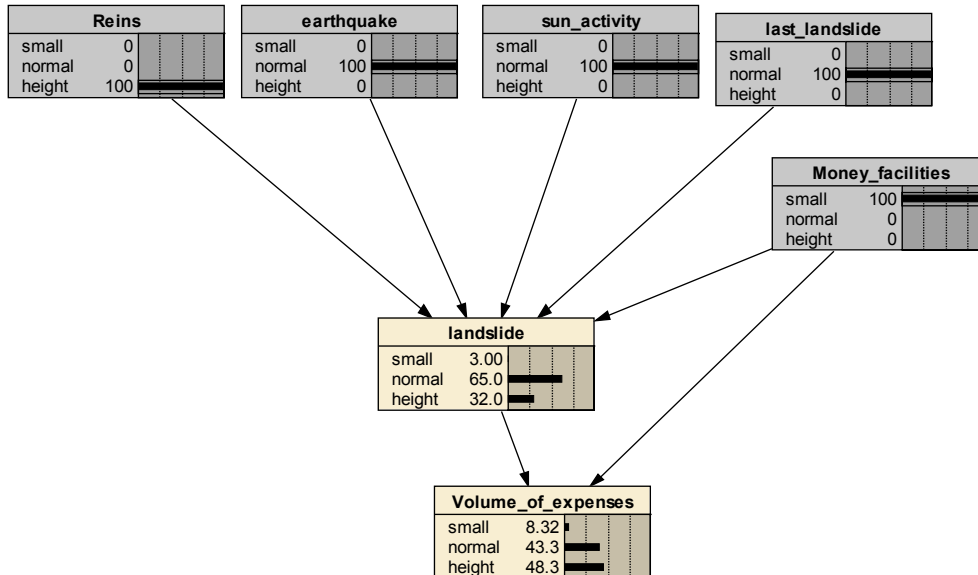 Reins
small 0
normal 0
height 100
earthquake
small 0
normal 100
height 0
sun_activity
small 0
normal 100
height 0
last_landslide
small 0
normal 100
height 0
Money_facilities
small 100
normal 0
height 0
landslide
small 3.00
normal 65.0
height 32.0
Volume_of_expenses
small 8.32
normal 43.3
height 48.3